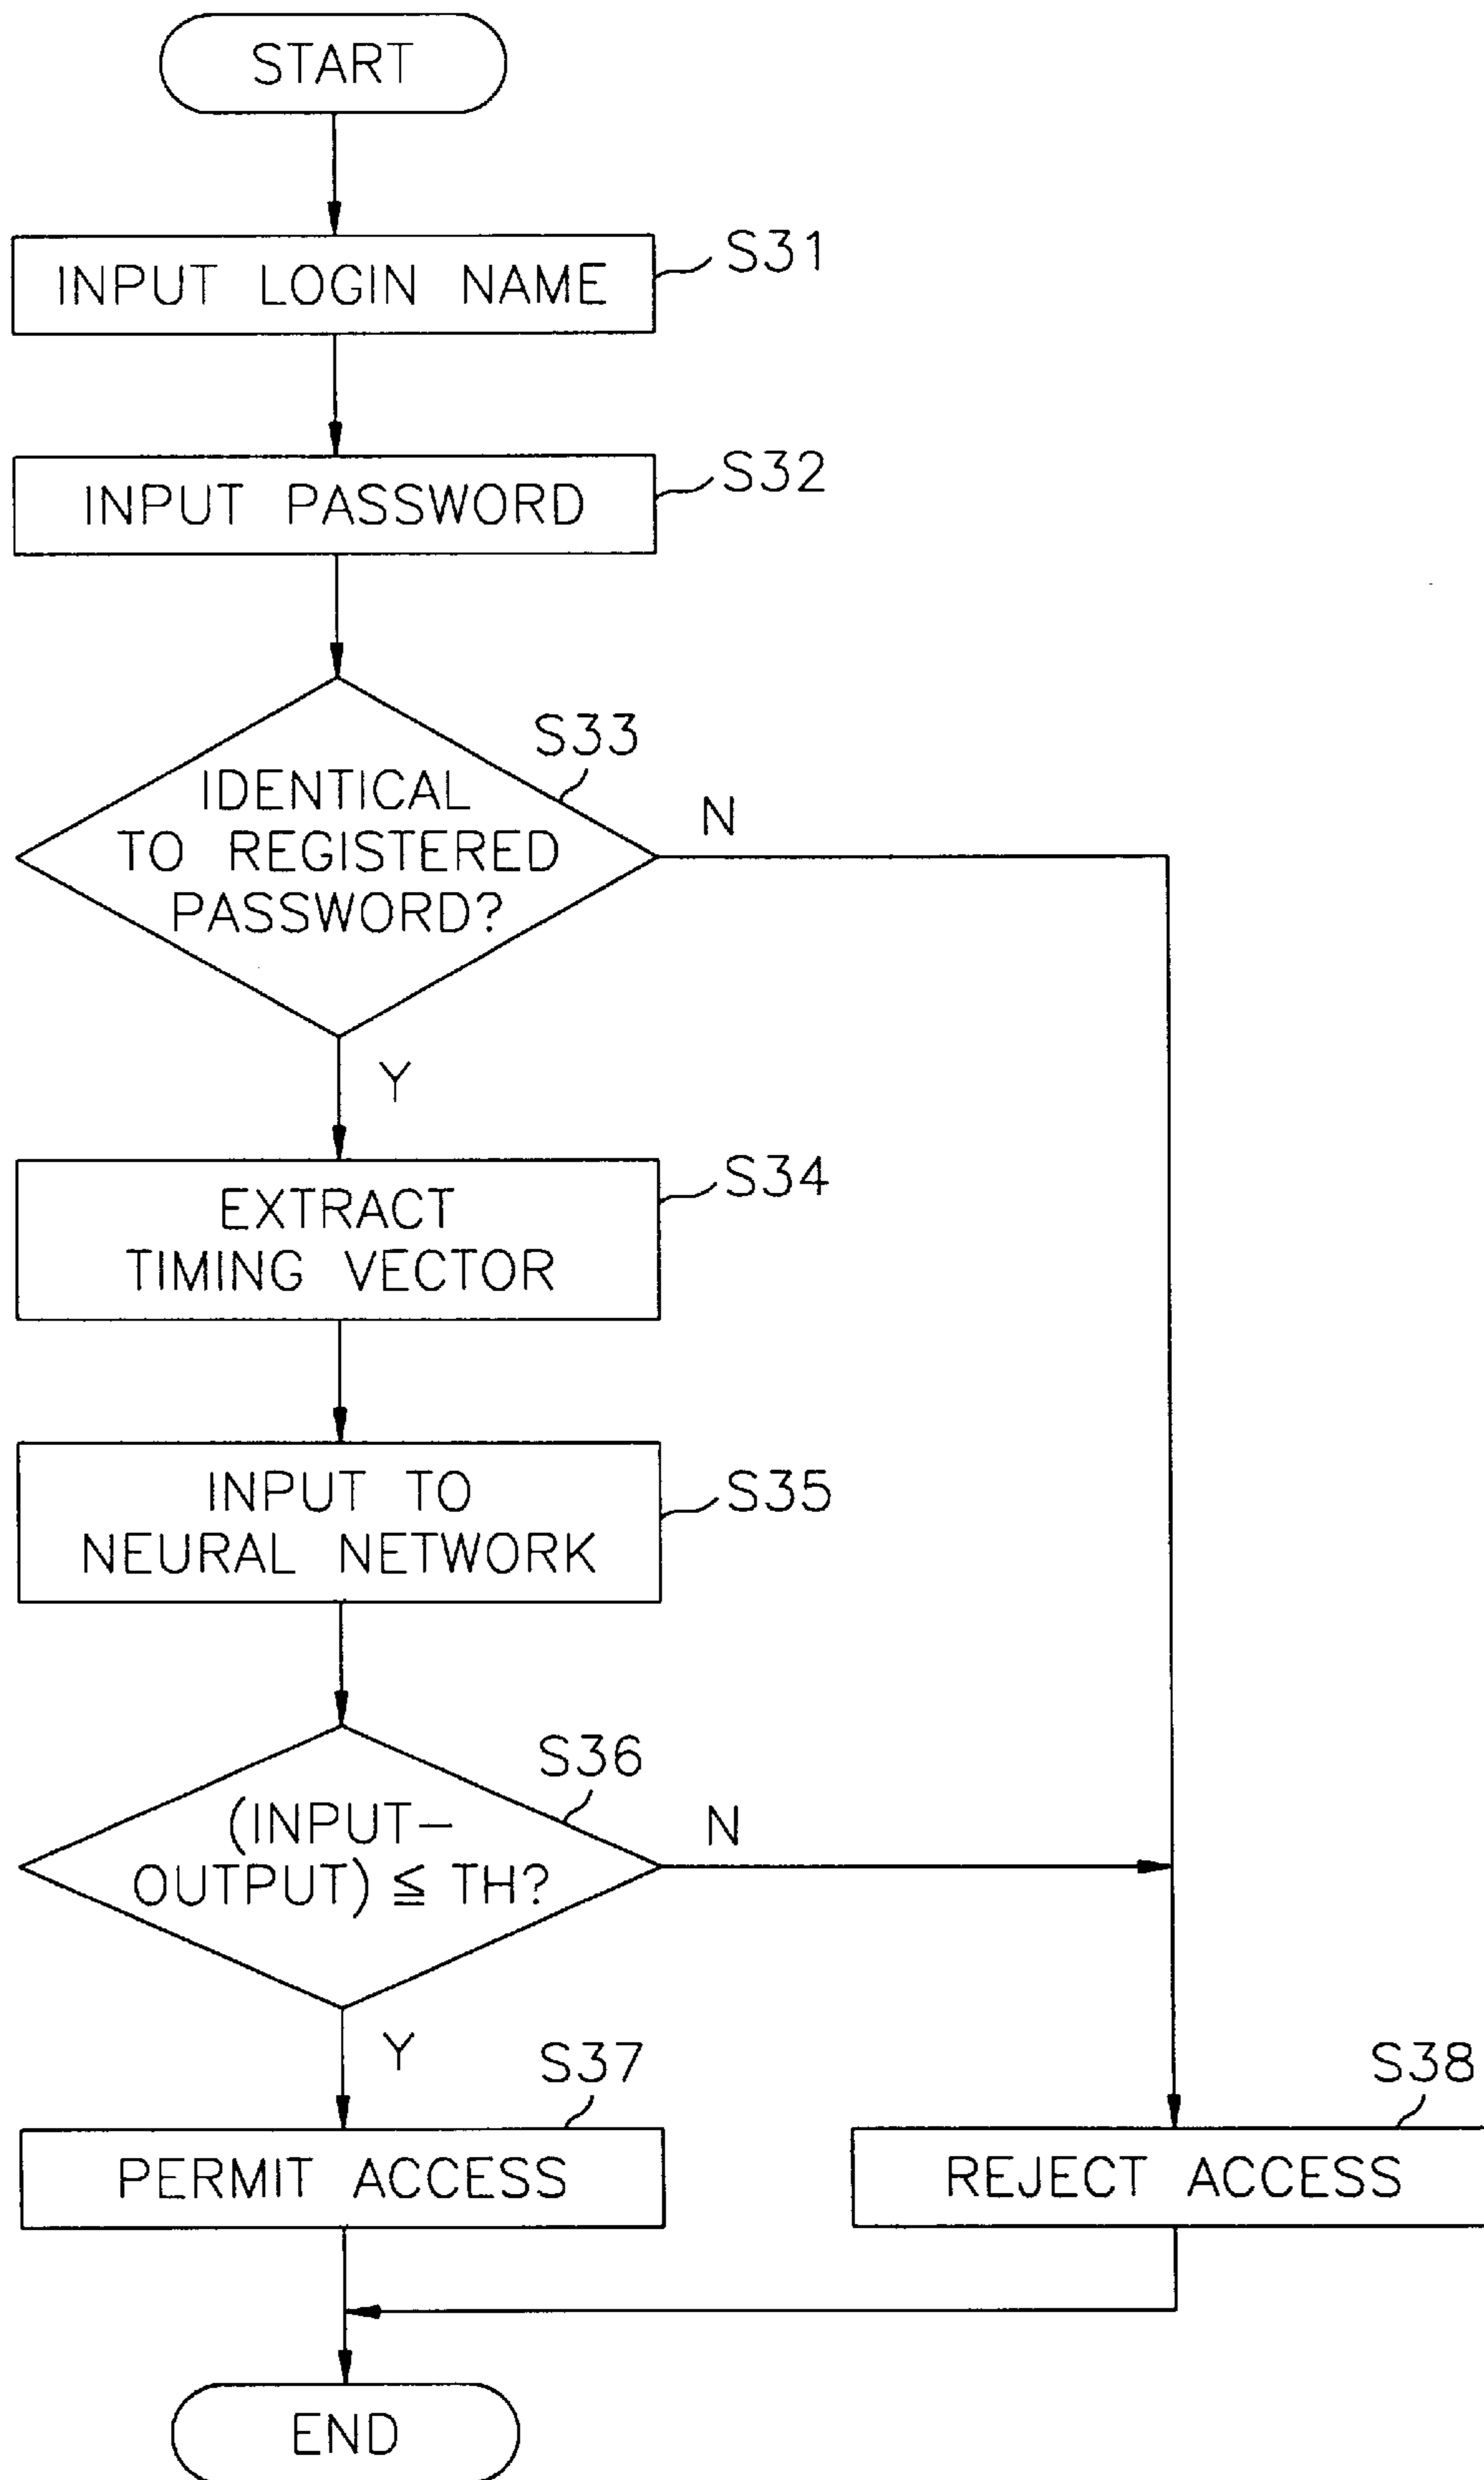 START
INPUT LOGIN NAME
S31
INPUT PASSWORD
S32
S33
IDENTICAL
TO REGISTERED
PASSWORD?
N
Y
EXTRACT
TIMING VECTOR
S34
INPUT TO
NEURAL NETWORK
S35
S36
(INPUT–
OUTPUT) ≦ TH?
N
Y
S37
PERMIT ACCESS
S38
REJECT ACCESS
END